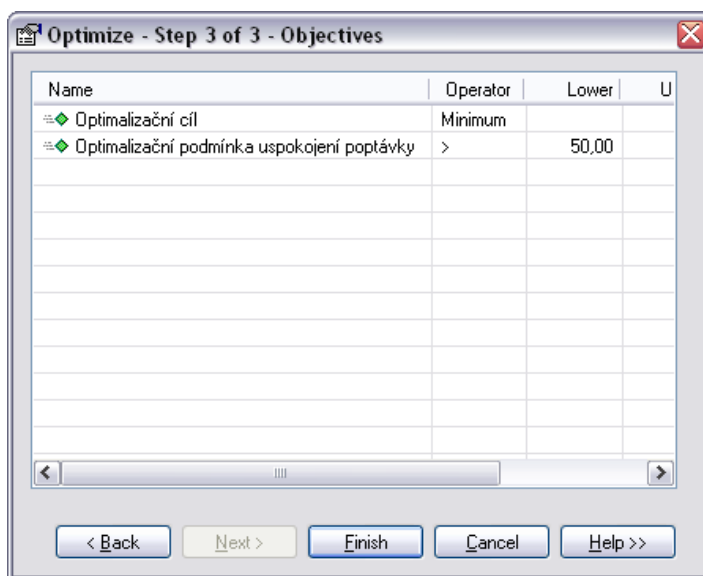 Optimize - Step 3 of 3 - Objectives
Name Operator Lower U
Optimalizační cíl Minimum
Optimalizační podmínka uspokojení poptávky > 50,00
< Back Next > Finish Cancel Help >>